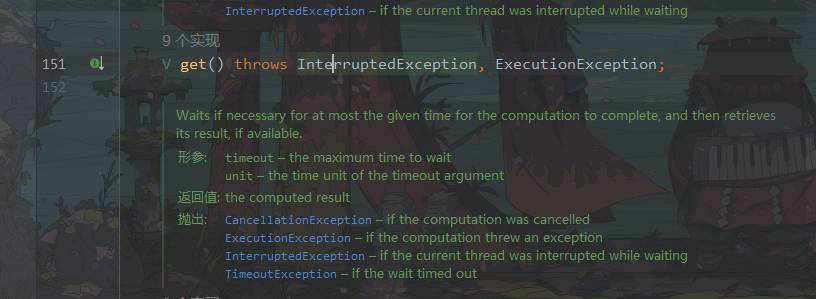 InterruptedException – if the current thread was interrupted while waiting
9 个实现
151 V get() throws InterruptedException, ExecutionException;
152
Waits if necessary for at most the given time for the computation to complete, and then retrieves
its result, if available.
形参: timeout – the maximum time to wait
unit – the time unit of the timeout argument
返回值: the computed result
抛出: CancellationException – if the computation was cancelled
ExecutionException – if the computation threw an exception
InterruptedException – if the current thread was interrupted while waiting
TimeoutException – if the wait timed out